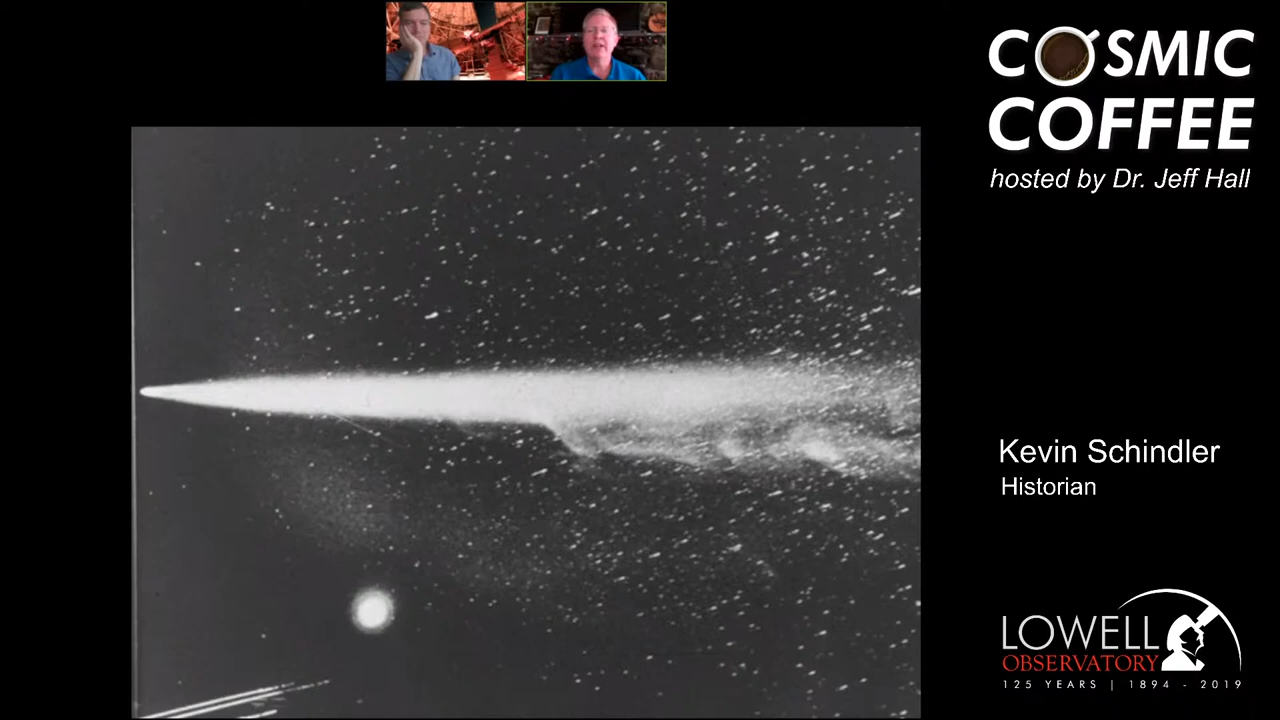 COSMIC
COFFEE
hosted by Dr. Jeff Hall
Kevin Schindler
Historian
LOWELL
OBSERVATORY
125 YEARS | 1894 - 2019